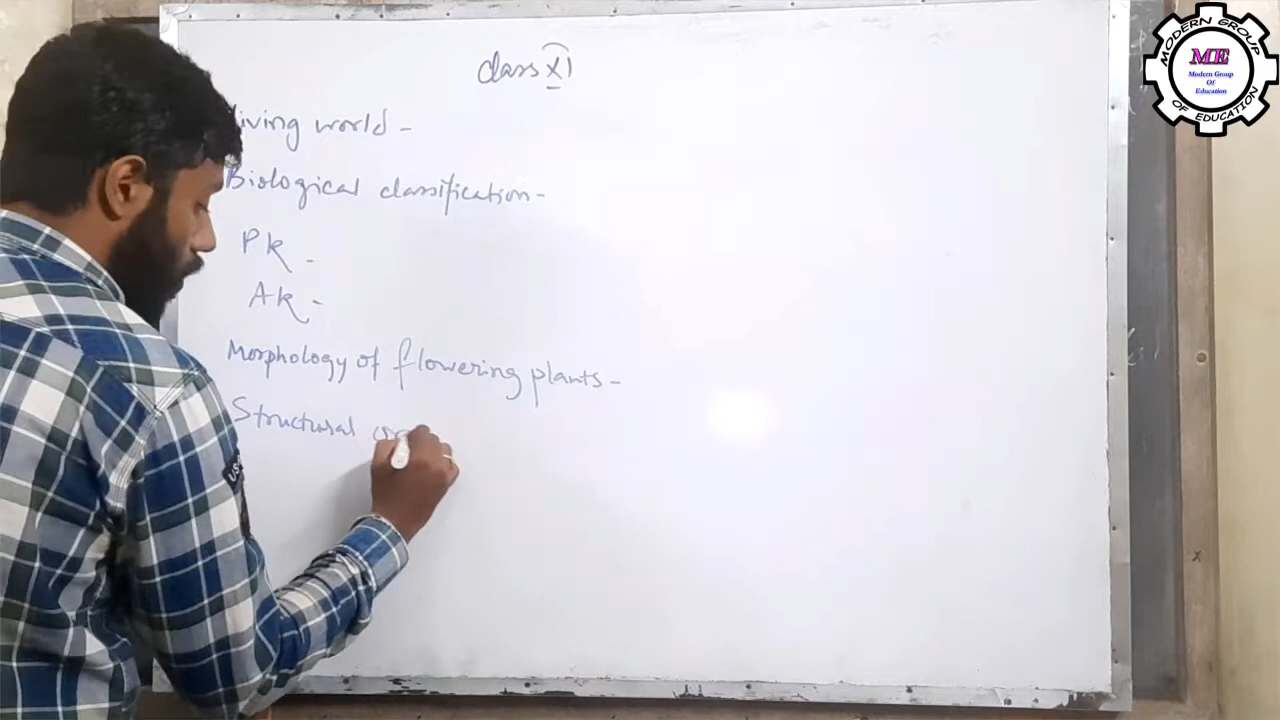 class XI
living world -
Biological classification -
PK -
AK -
Morphology of flowering plants -
Structural
MODERN GROUP
OF EDUCATION
ME
Modern Group
Of
Education